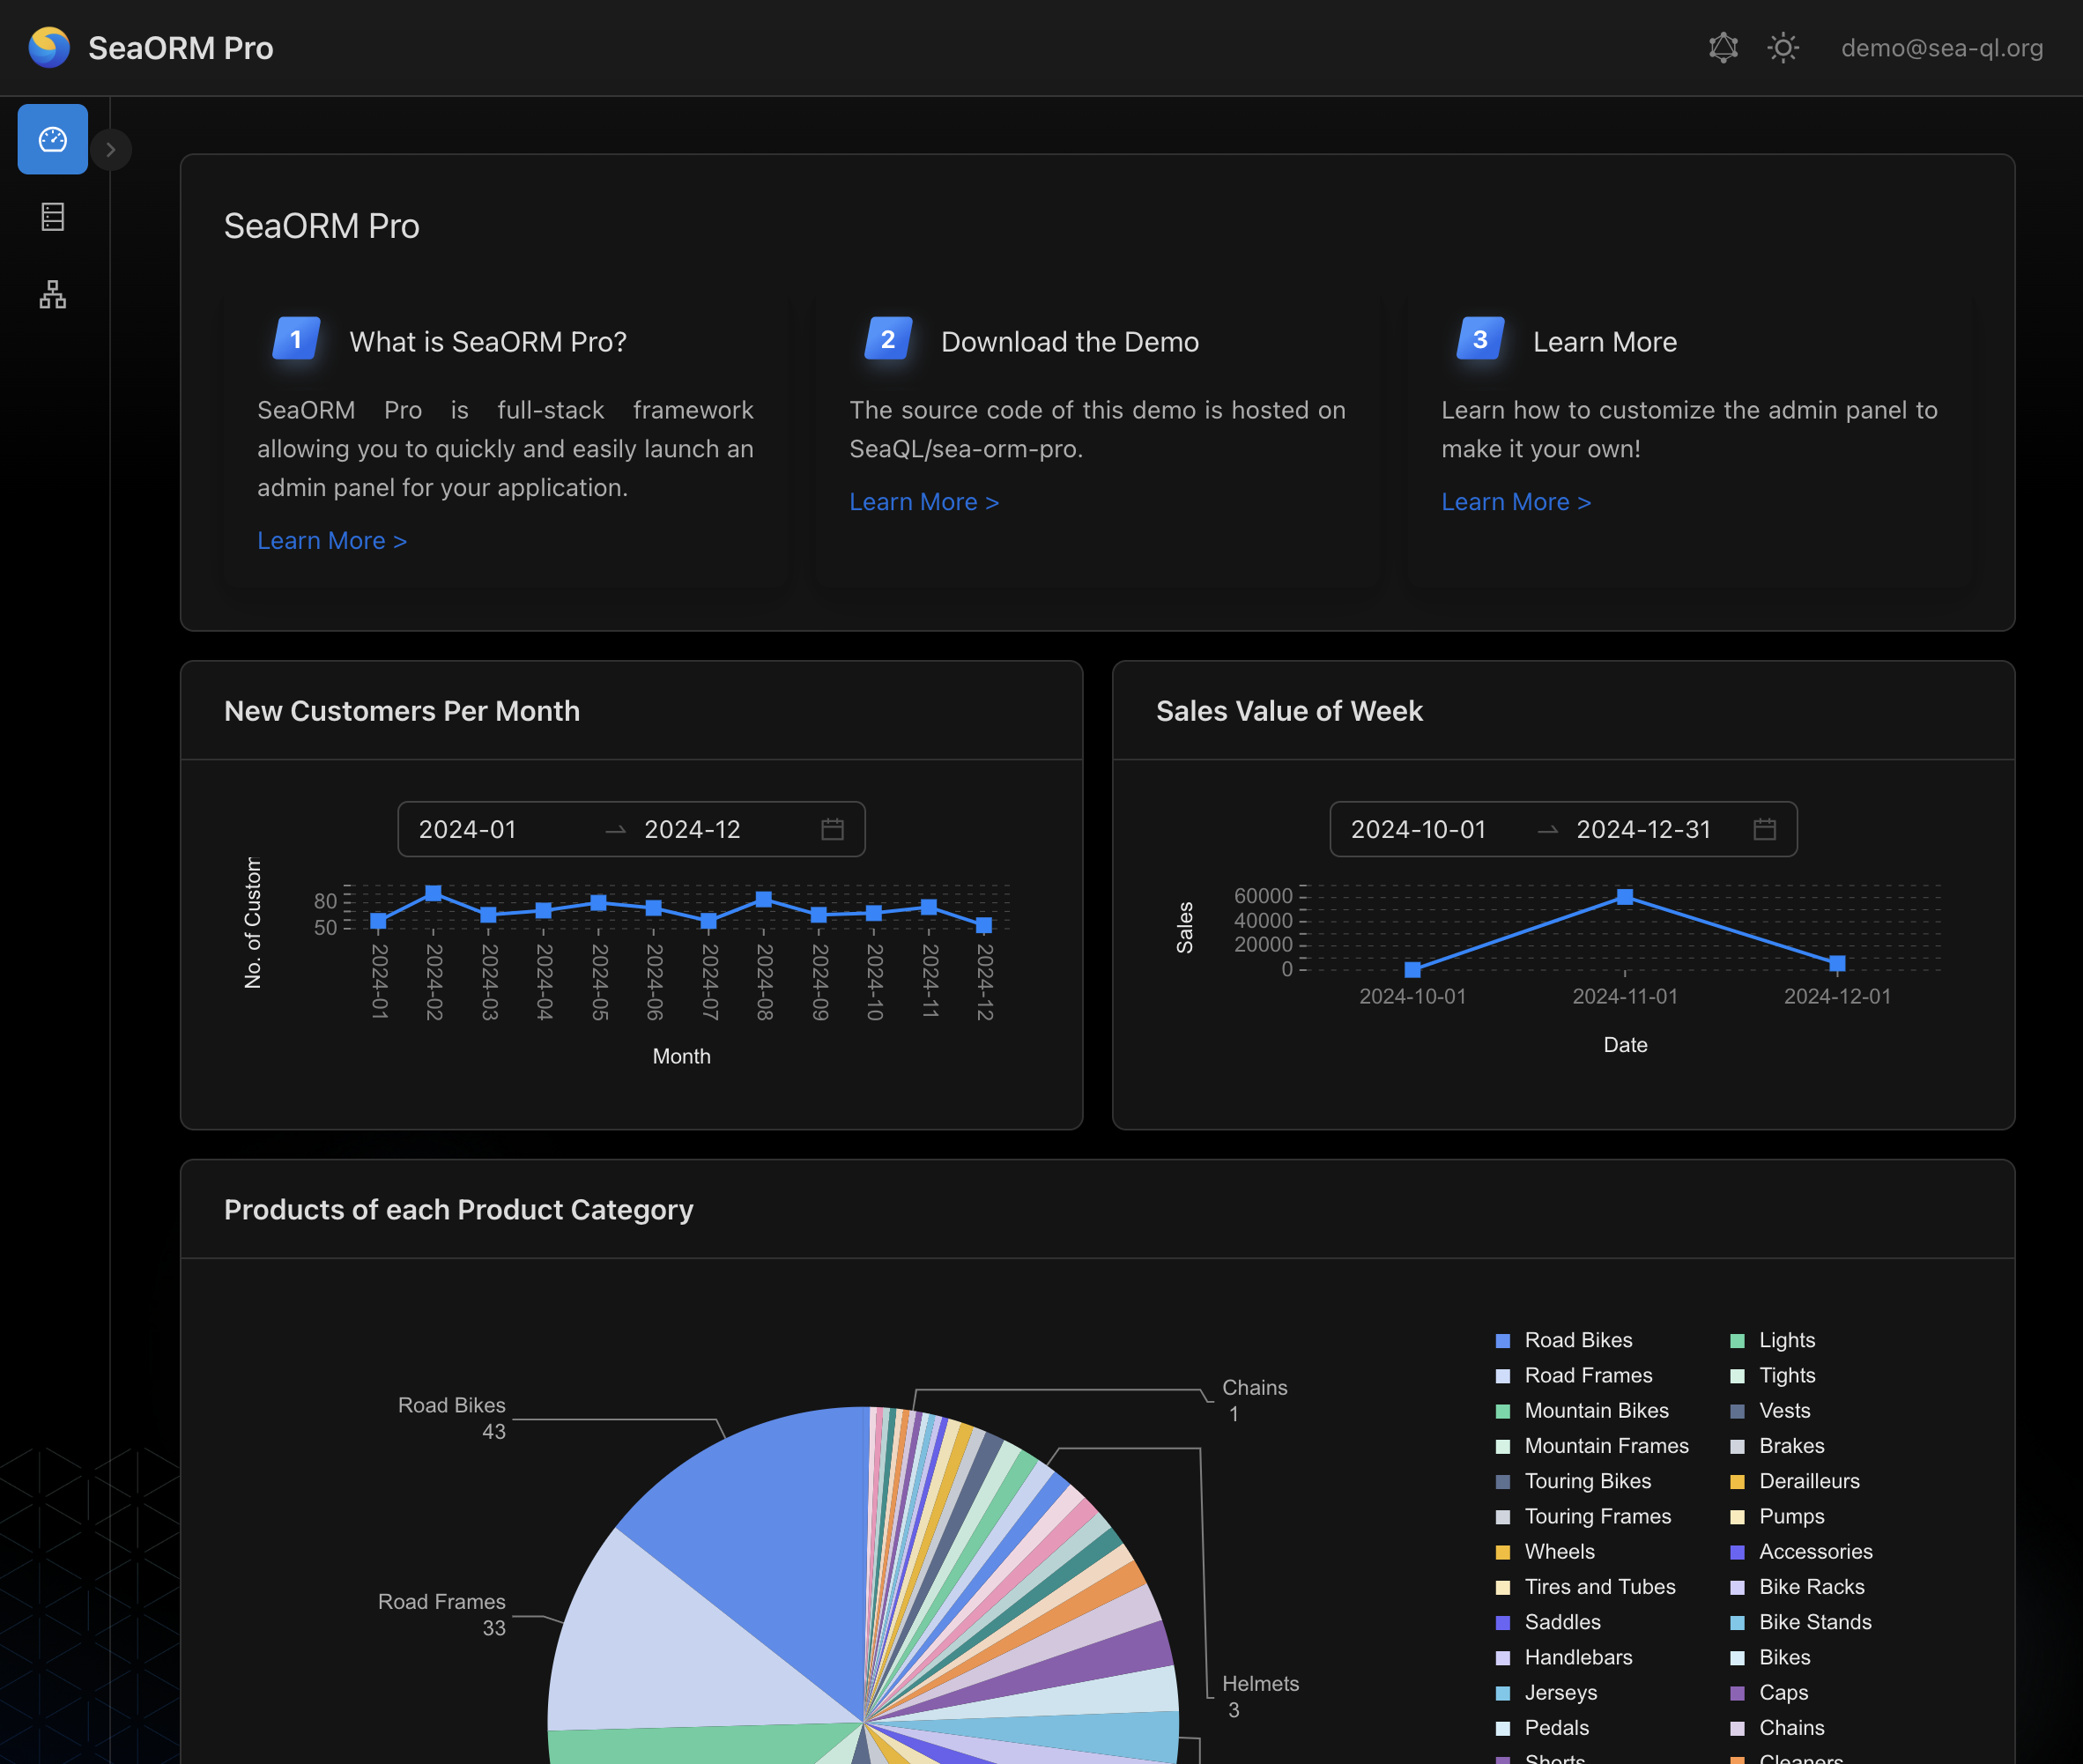 SeaORM Pro
demo@sea-ql.org
SeaORM Pro
1
What is SeaORM Pro?
SeaORM Pro is full-stack framework
allowing you to quickly and easily launch an
admin panel for your application.
Learn More >
2
Download the Demo
The source code of this demo is hosted on
SeaQL/sea-orm-pro.
Learn More >
3
Learn More
Learn how to customize the admin panel to
make it your own!
Learn More >
New Customers Per Month
2024-01
2024-12
No. of Custom
80
50
2024-01
2024-02
2024-03
2024-04
2024-05
2024-06
2024-07
2024-08
2024-09
2024-10
2024-11
2024-12
Month
Sales Value of Week
2024-10-01
2024-12-31
Sales
60000
40000
20000
0
2024-10-01
2024-11-01
2024-12-01
Date
Products of each Product Category
Road Bikes
43
Road Frames
33
Chains
1
Helmets
3
Road Bikes
Road Frames
Mountain Bikes
Mountain Frames
Touring Bikes
Touring Frames
Wheels
Tires and Tubes
Saddles
Handlebars
Jerseys
Pedals
Shorts
Lights
Tights
Vests
Brakes
Derailleurs
Pumps
Accessories
Bike Racks
Bike Stands
Bikes
Caps
Chains
Cleaners